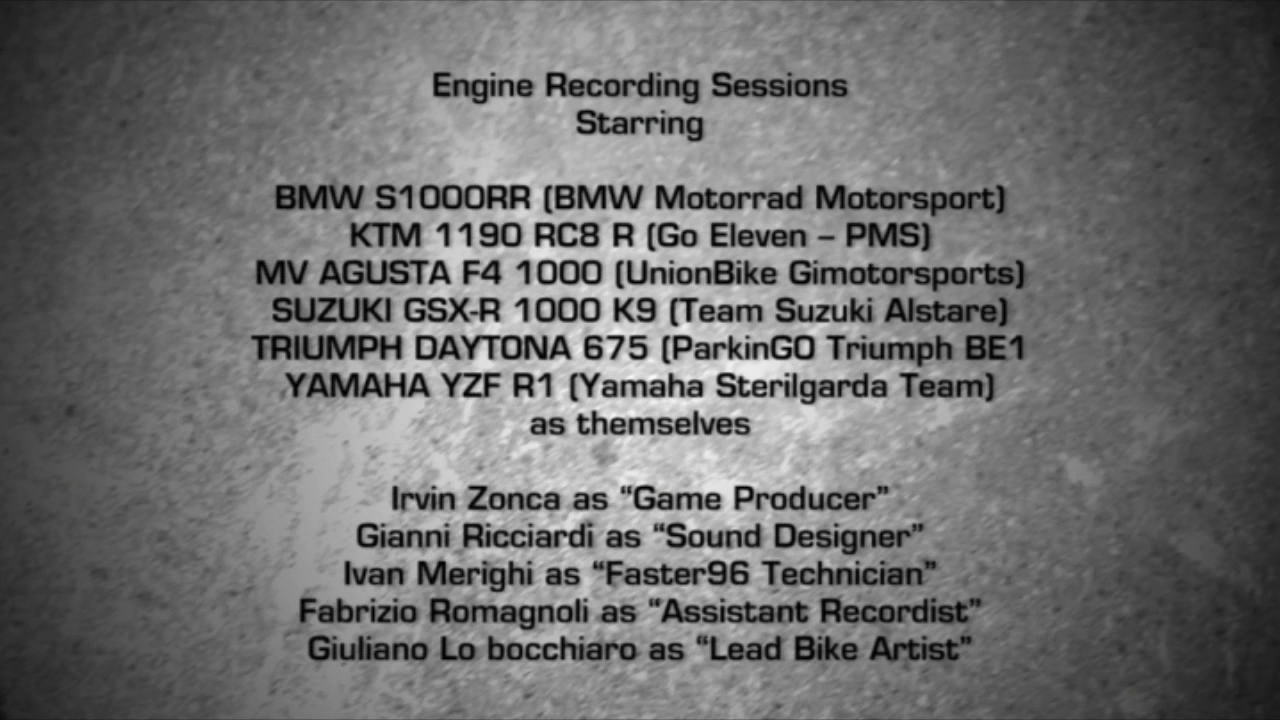 Engine Recording Sessions
Starring
BMW S1000RR (BMW Motorrad Motorsport)
KTM 1190 RC8 R (Go Eleven – PMS)
MV AGUSTA F4 1000 (UnionBike Gimotorsports)
SUZUKI GSX-R 1000 K9 (Team Suzuki Alstare)
TRIUMPH DAYTONA 675 (ParkinGO Triumph BE1
YAMAHA YZF R1 (Yamaha Sterilgarda Team)
as themselves
Irvin Zonca as “Game Producer”
Gianni Ricciardi as “Sound Designer”
Ivan Merighi as “Faster96 Technician”
Fabrizio Romagnoli as “Assistant Recordist”
Giuliano Lo bocchiaro as “Lead Bike Artist”